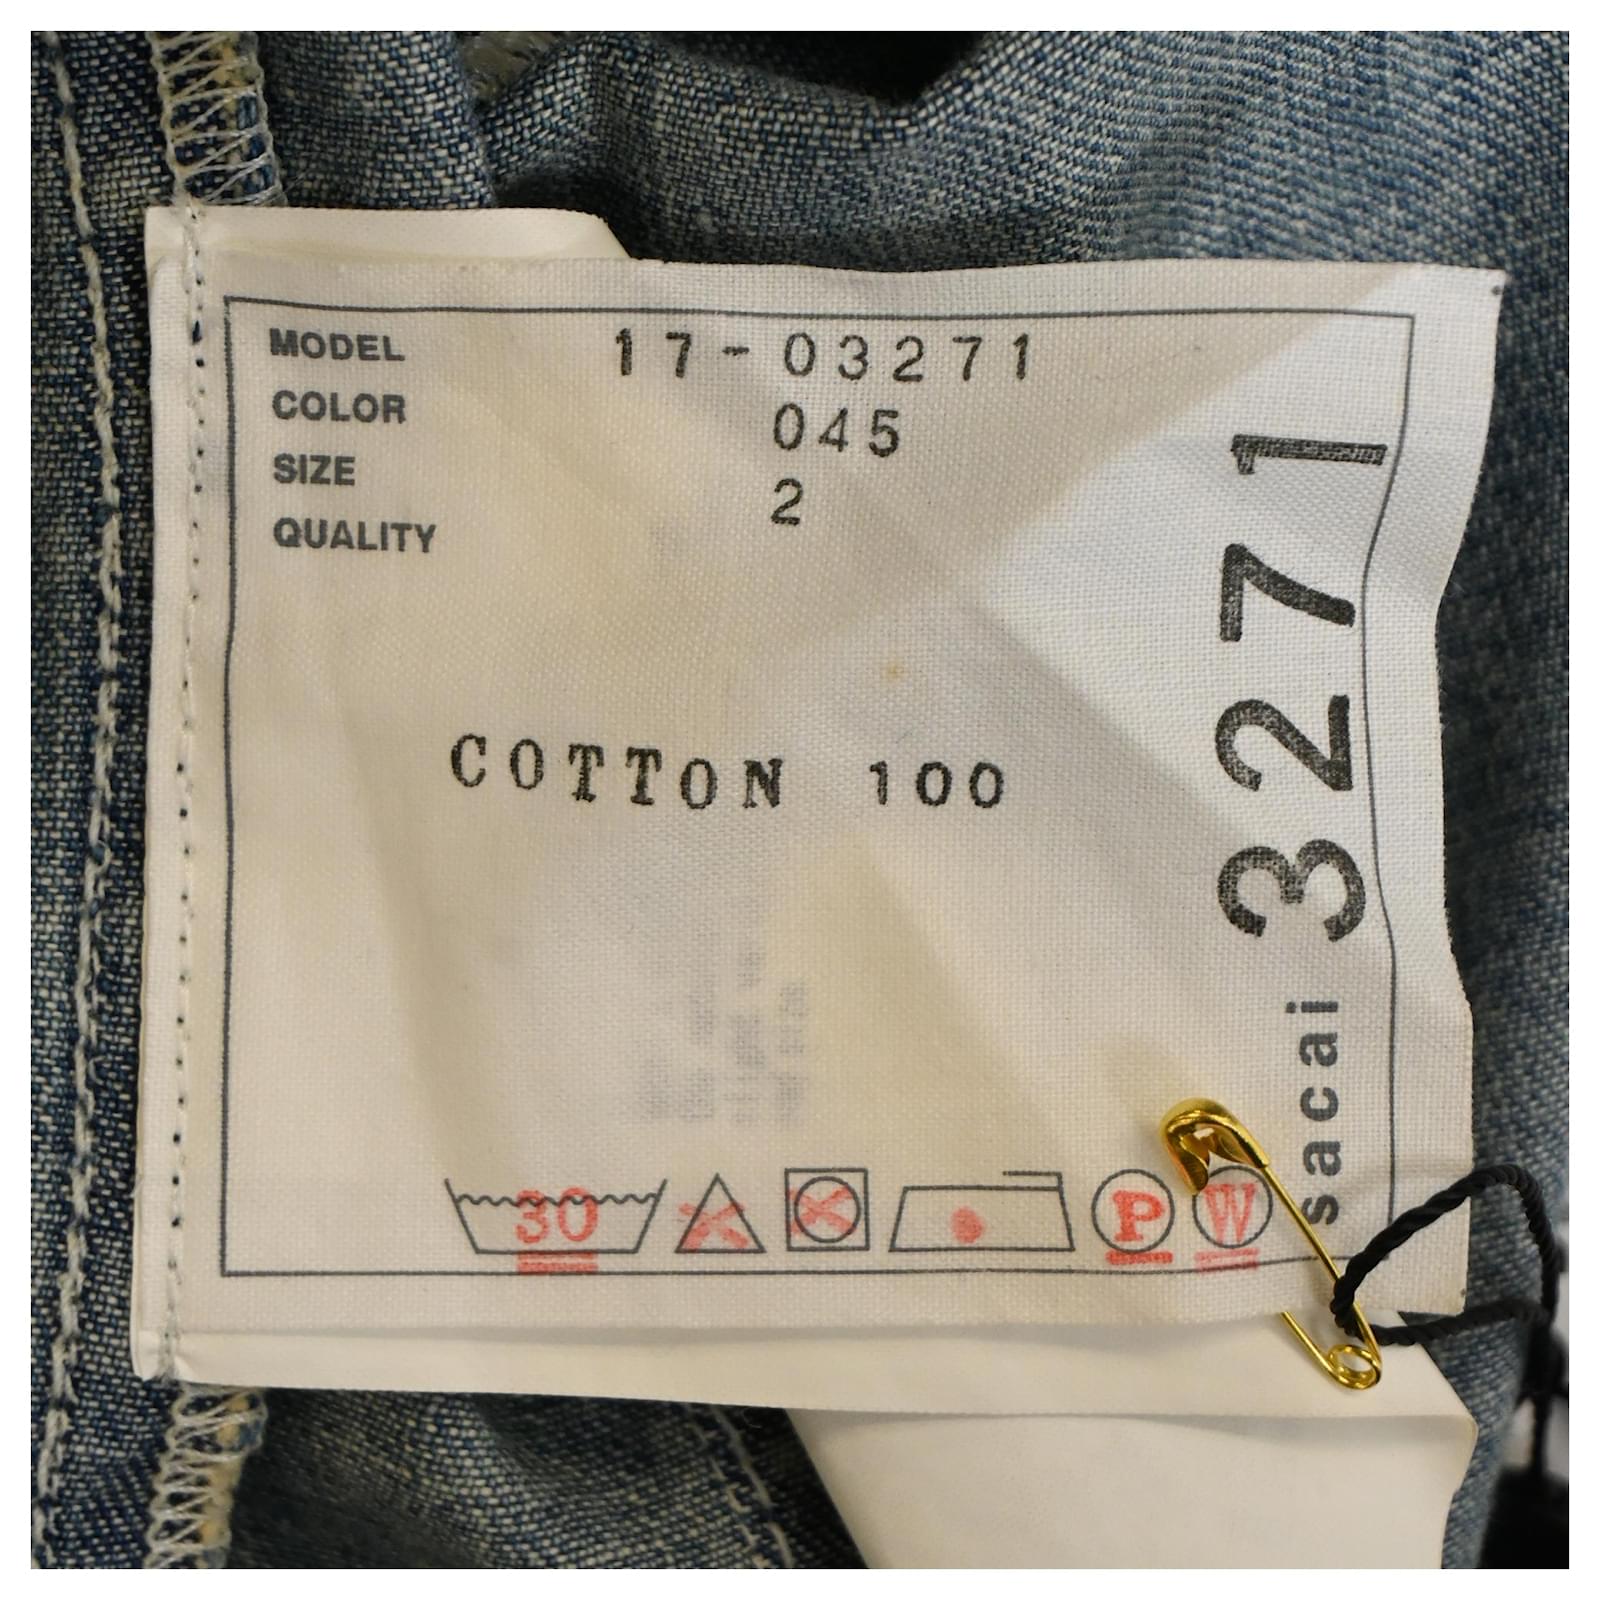 MODEL 17-03271
COLOR 045
SIZE 2
QUALITY
COTTON 100
30
P
W
sacai 3271